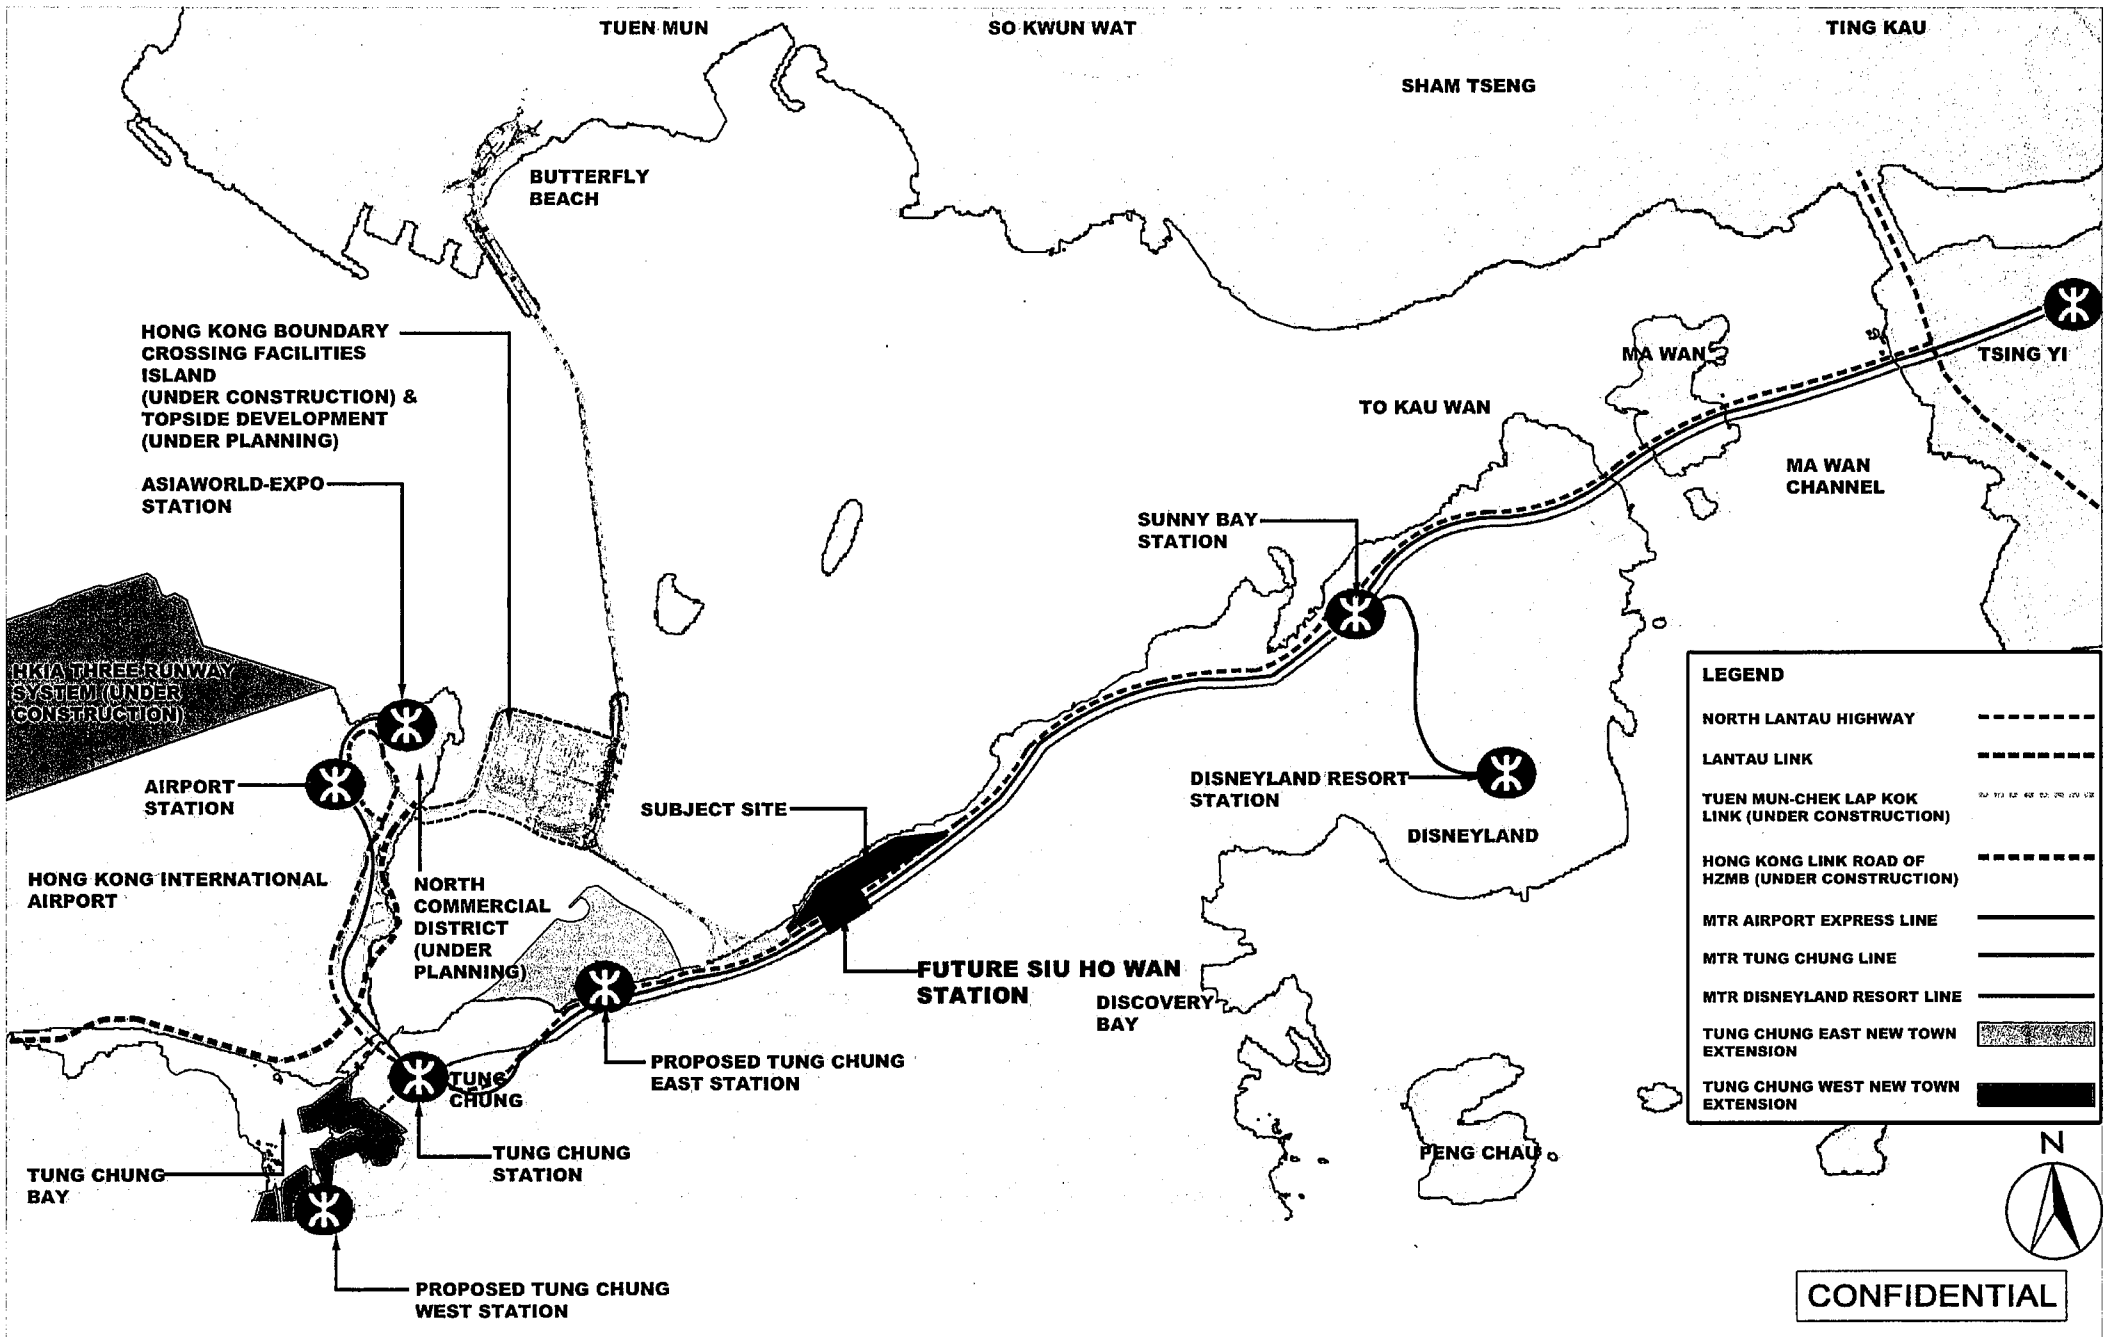 TUEN MUN
SO KWUN WAT
TING KAU
SHAM TSENG
BUTTERFLY
BEACH
HONG KONG BOUNDARY
CROSSING FACILITIES
ISLAND
(UNDER CONSTRUCTION) &
TOPSIDE DEVELOPMENT
(UNDER PLANNING)
MA WAN
TSING YI
TO KAU WAN
MA WAN
CHANNEL
ASIAWORLD-EXPO
STATION
SUNNY BAY
STATION
HKIA THREE RUNWAY
SYSTEM (UNDER
CONSTRUCTION)
AIRPORT
STATION
SUBJECT SITE
DISNEYLAND RESORT
STATION
DISNEYLAND
HONG KONG INTERNATIONAL
AIRPORT
NORTH
COMMERCIAL
DISTRICT
(UNDER
PLANNING)
FUTURE SIU HO WAN
STATION
DISCOVERY
BAY
PROPOSED TUNG CHUNG
EAST STATION
TUNG
CHUNG
TUNG CHUNG
STATION
TUNG CHUNG
BAY
PENG CHAU
PROPOSED TUNG CHUNG
WEST STATION
LEGEND
NORTH LANTAU HIGHWAY
LANTAU LINK
TUEN MUN-CHEK LAP KOK
LINK (UNDER CONSTRUCTION)
HONG KONG LINK ROAD OF
HZMB (UNDER CONSTRUCTION)
MTR AIRPORT EXPRESS LINE
MTR TUNG CHUNG LINE
MTR DISNEYLAND RESORT LINE
TUNG CHUNG EAST NEW TOWN
EXTENSION
TUNG CHUNG WEST NEW TOWN
EXTENSION
N
CONFIDENTIAL